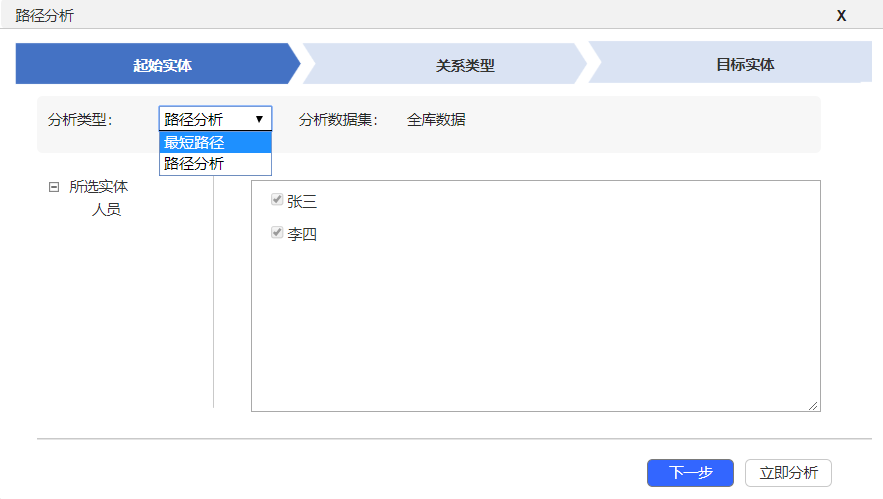 路径分析 X
起始实体 关系类型 目标实体
分析类型： 路径分析 分析数据集： 全库数据
最短路径
路径分析
所选实体
人员
张三
李四
下一步 立即分析